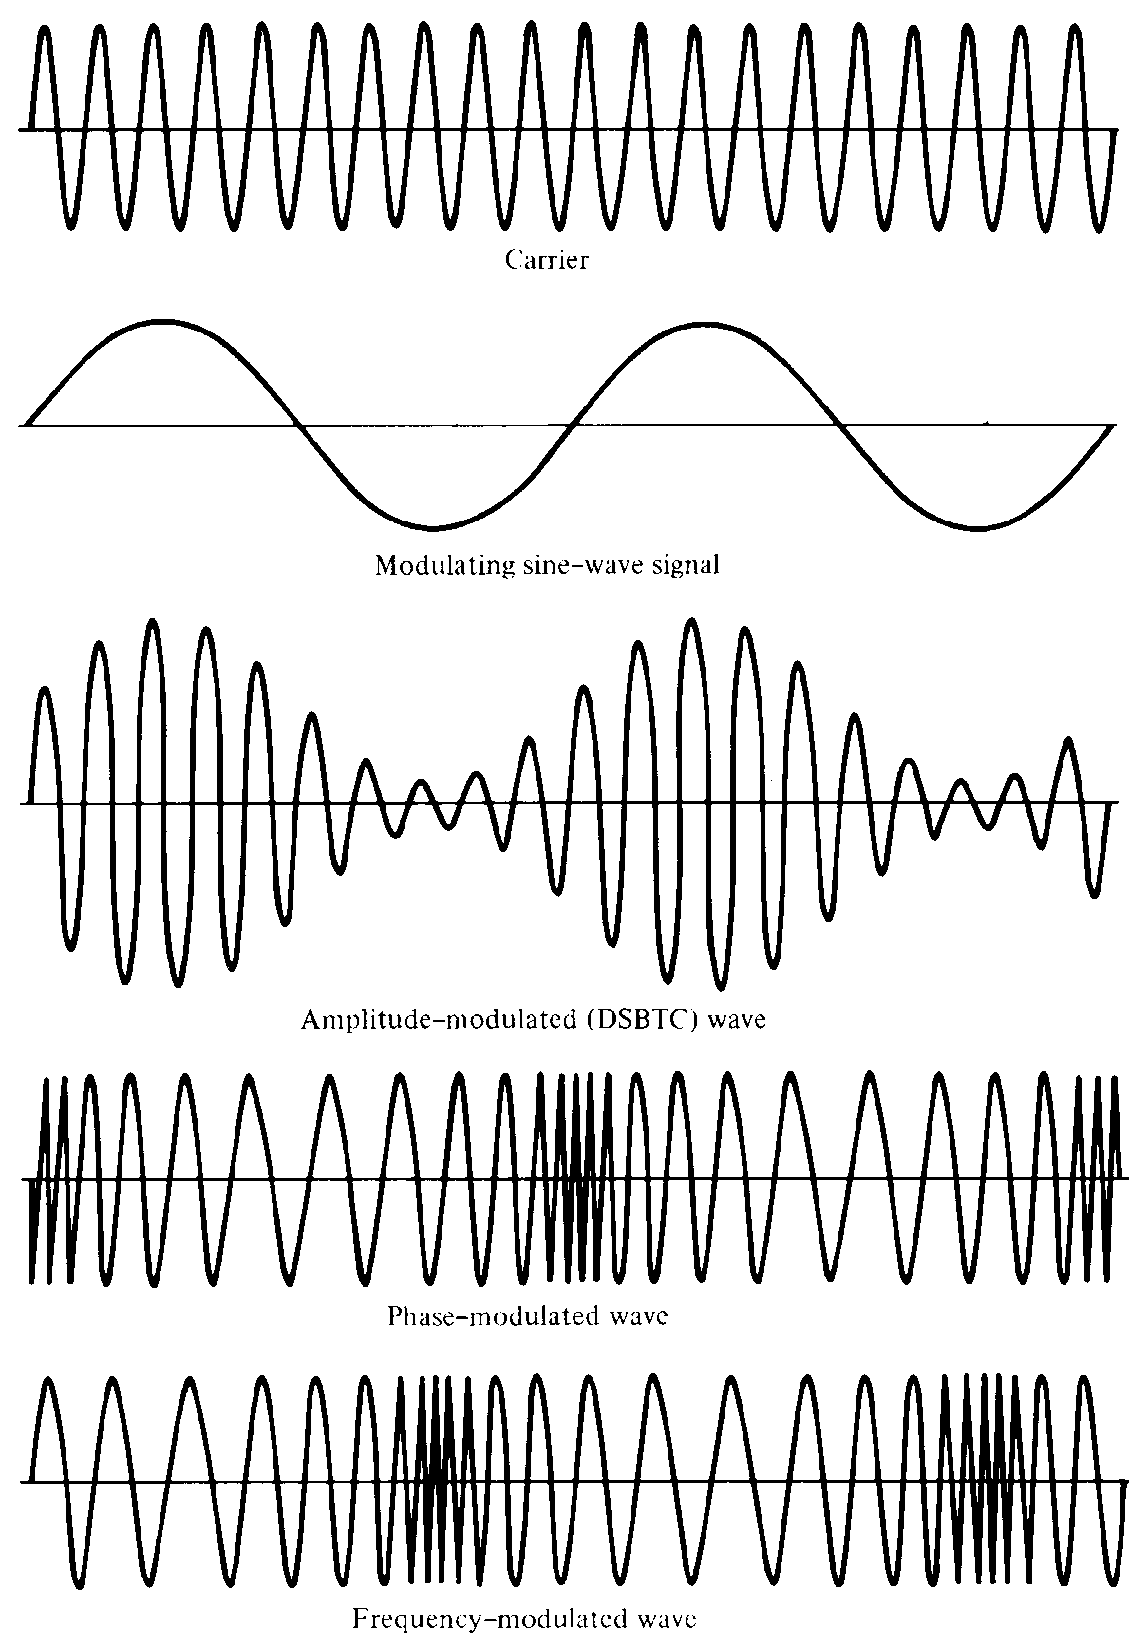 Carrier
Modulating sine-wave signal
Amplitude-modulated (DSBTC) wave
Phase-modulated wave
Frequency-modulated wave